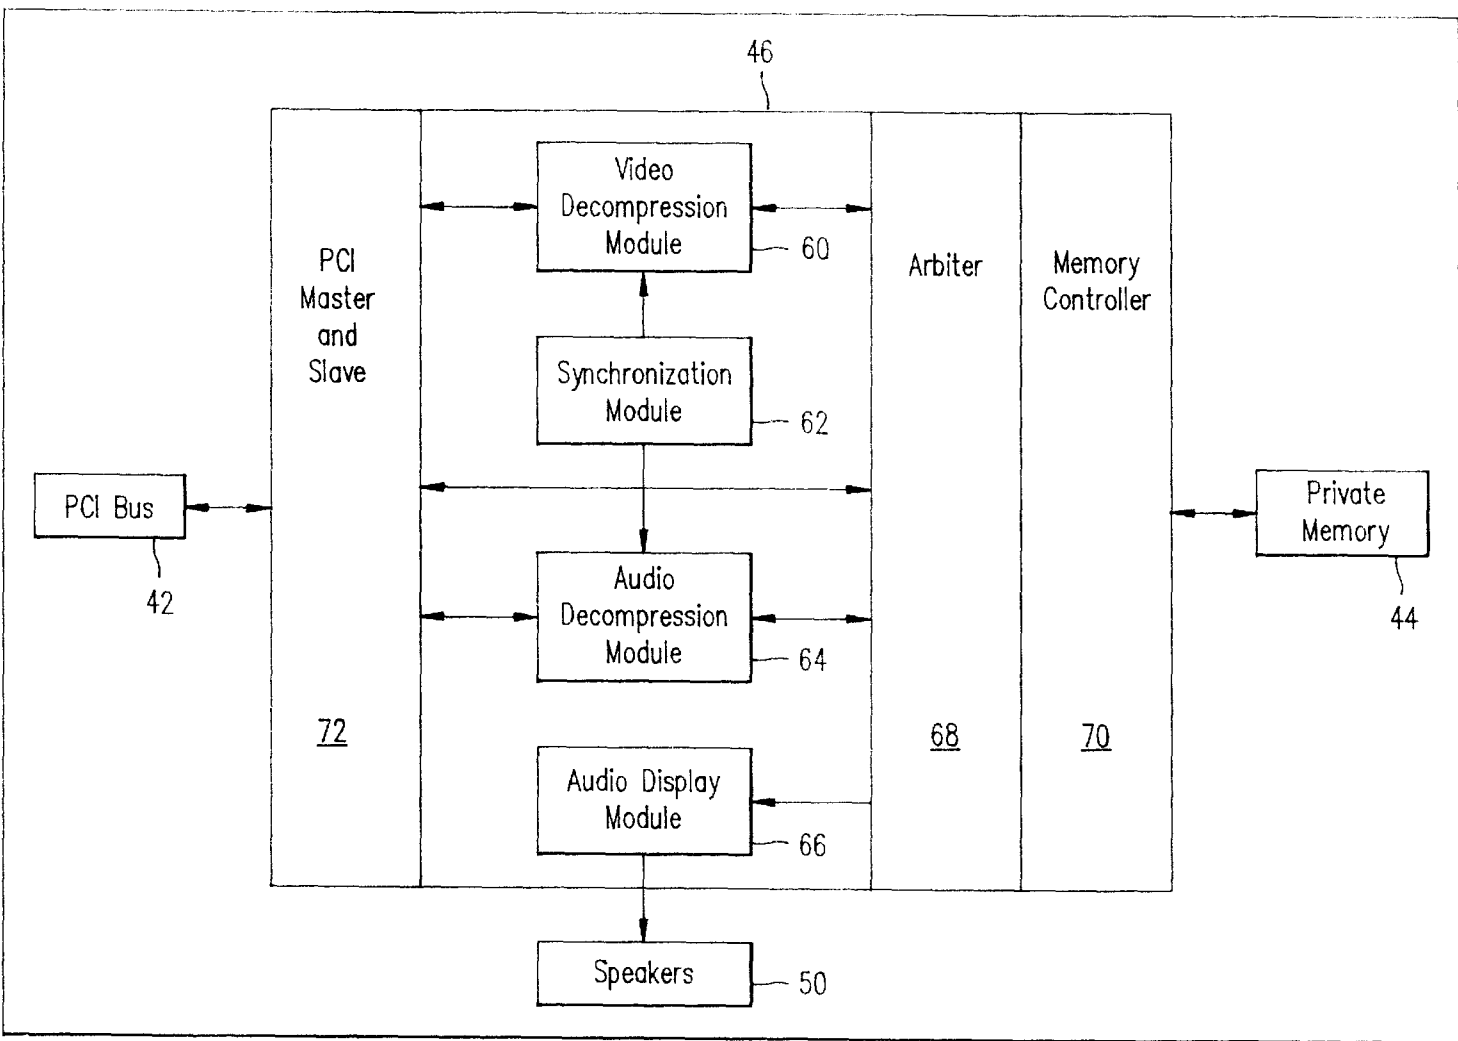 46
Video
Decompression
Module
60
PCI
Master
and
Slave
Arbiter
Memory
Controller
Synchronization
Module
62
PCI Bus
42
Private
Memory
44
Audio
Decompression
Module
64
72
68
70
Audio Display
Module
66
Speakers
50